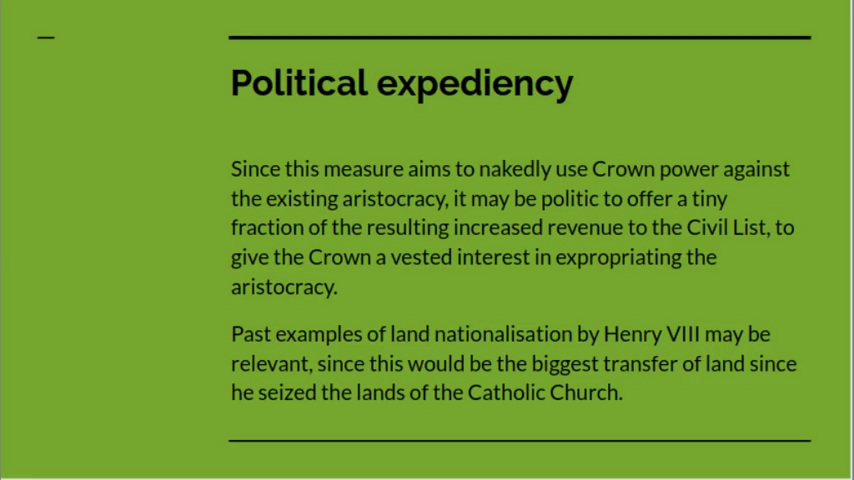 Political expediency
Since this measure aims to nakedly use Crown power against
the existing aristocracy, it may be politic to offer a tiny
fraction of the resulting increased revenue to the Civil List, to
give the Crown a vested interest in expropriating the
aristocracy.
Past examples of land nationalisation by Henry VIII may be
relevant, since this would be the biggest transfer of land since
he seized the lands of the Catholic Church.